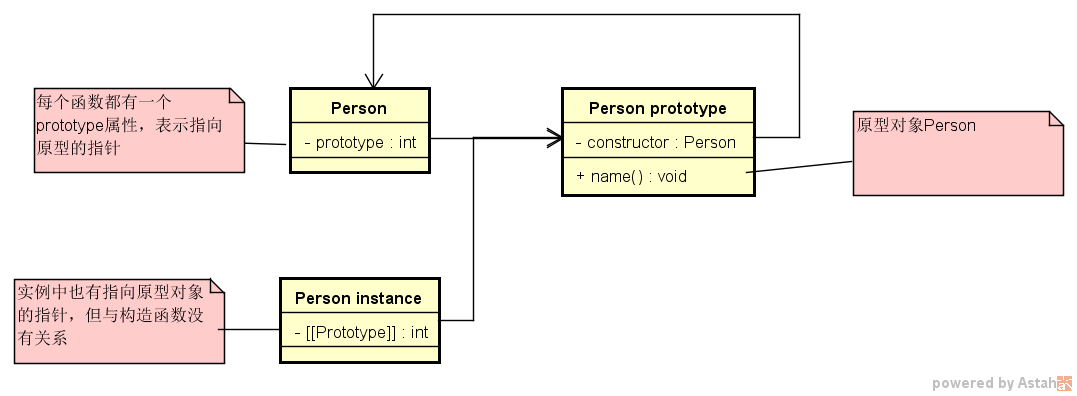 每个函数都有一个
prototype属性，表示指向
原型的指针
Person
- prototype : int
Person prototype
- constructor : Person
+ name() : void
原型对象Person
实例中也有指向原型对象
的指针，但与构造函数没
有关系
Person instance
- [[Prototype]] : int
powered by Astah